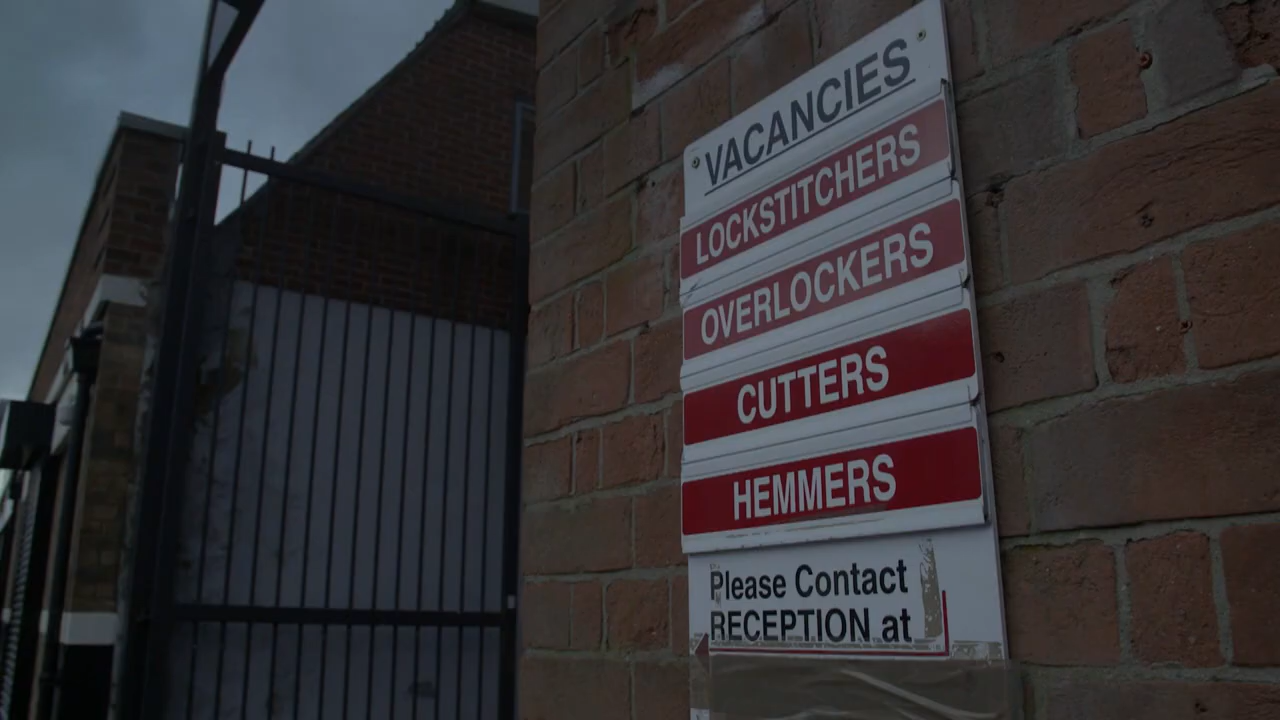 VACANCIES
LOCKSTITCHERS
OVERLOCKERS
CUTTERS
HEMMERS
Please Contact
RECEPTION at